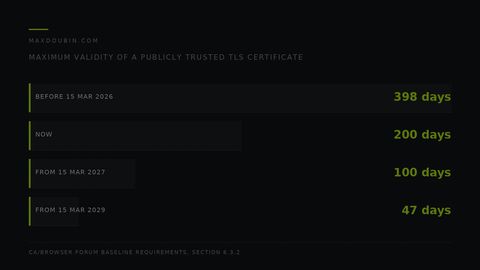 MAXDOUBIN.COM
MAXIMUM VALIDITY OF A PUBLICLY TRUSTED TLS CERTIFICATE
BEFORE 15 MAR 2026 398 days
NOW 200 days
FROM 15 MAR 2027 100 days
FROM 15 MAR 2029 47 days
CA/BROWSER FORUM BASELINE REQUIREMENTS, SECTION 6.3.2